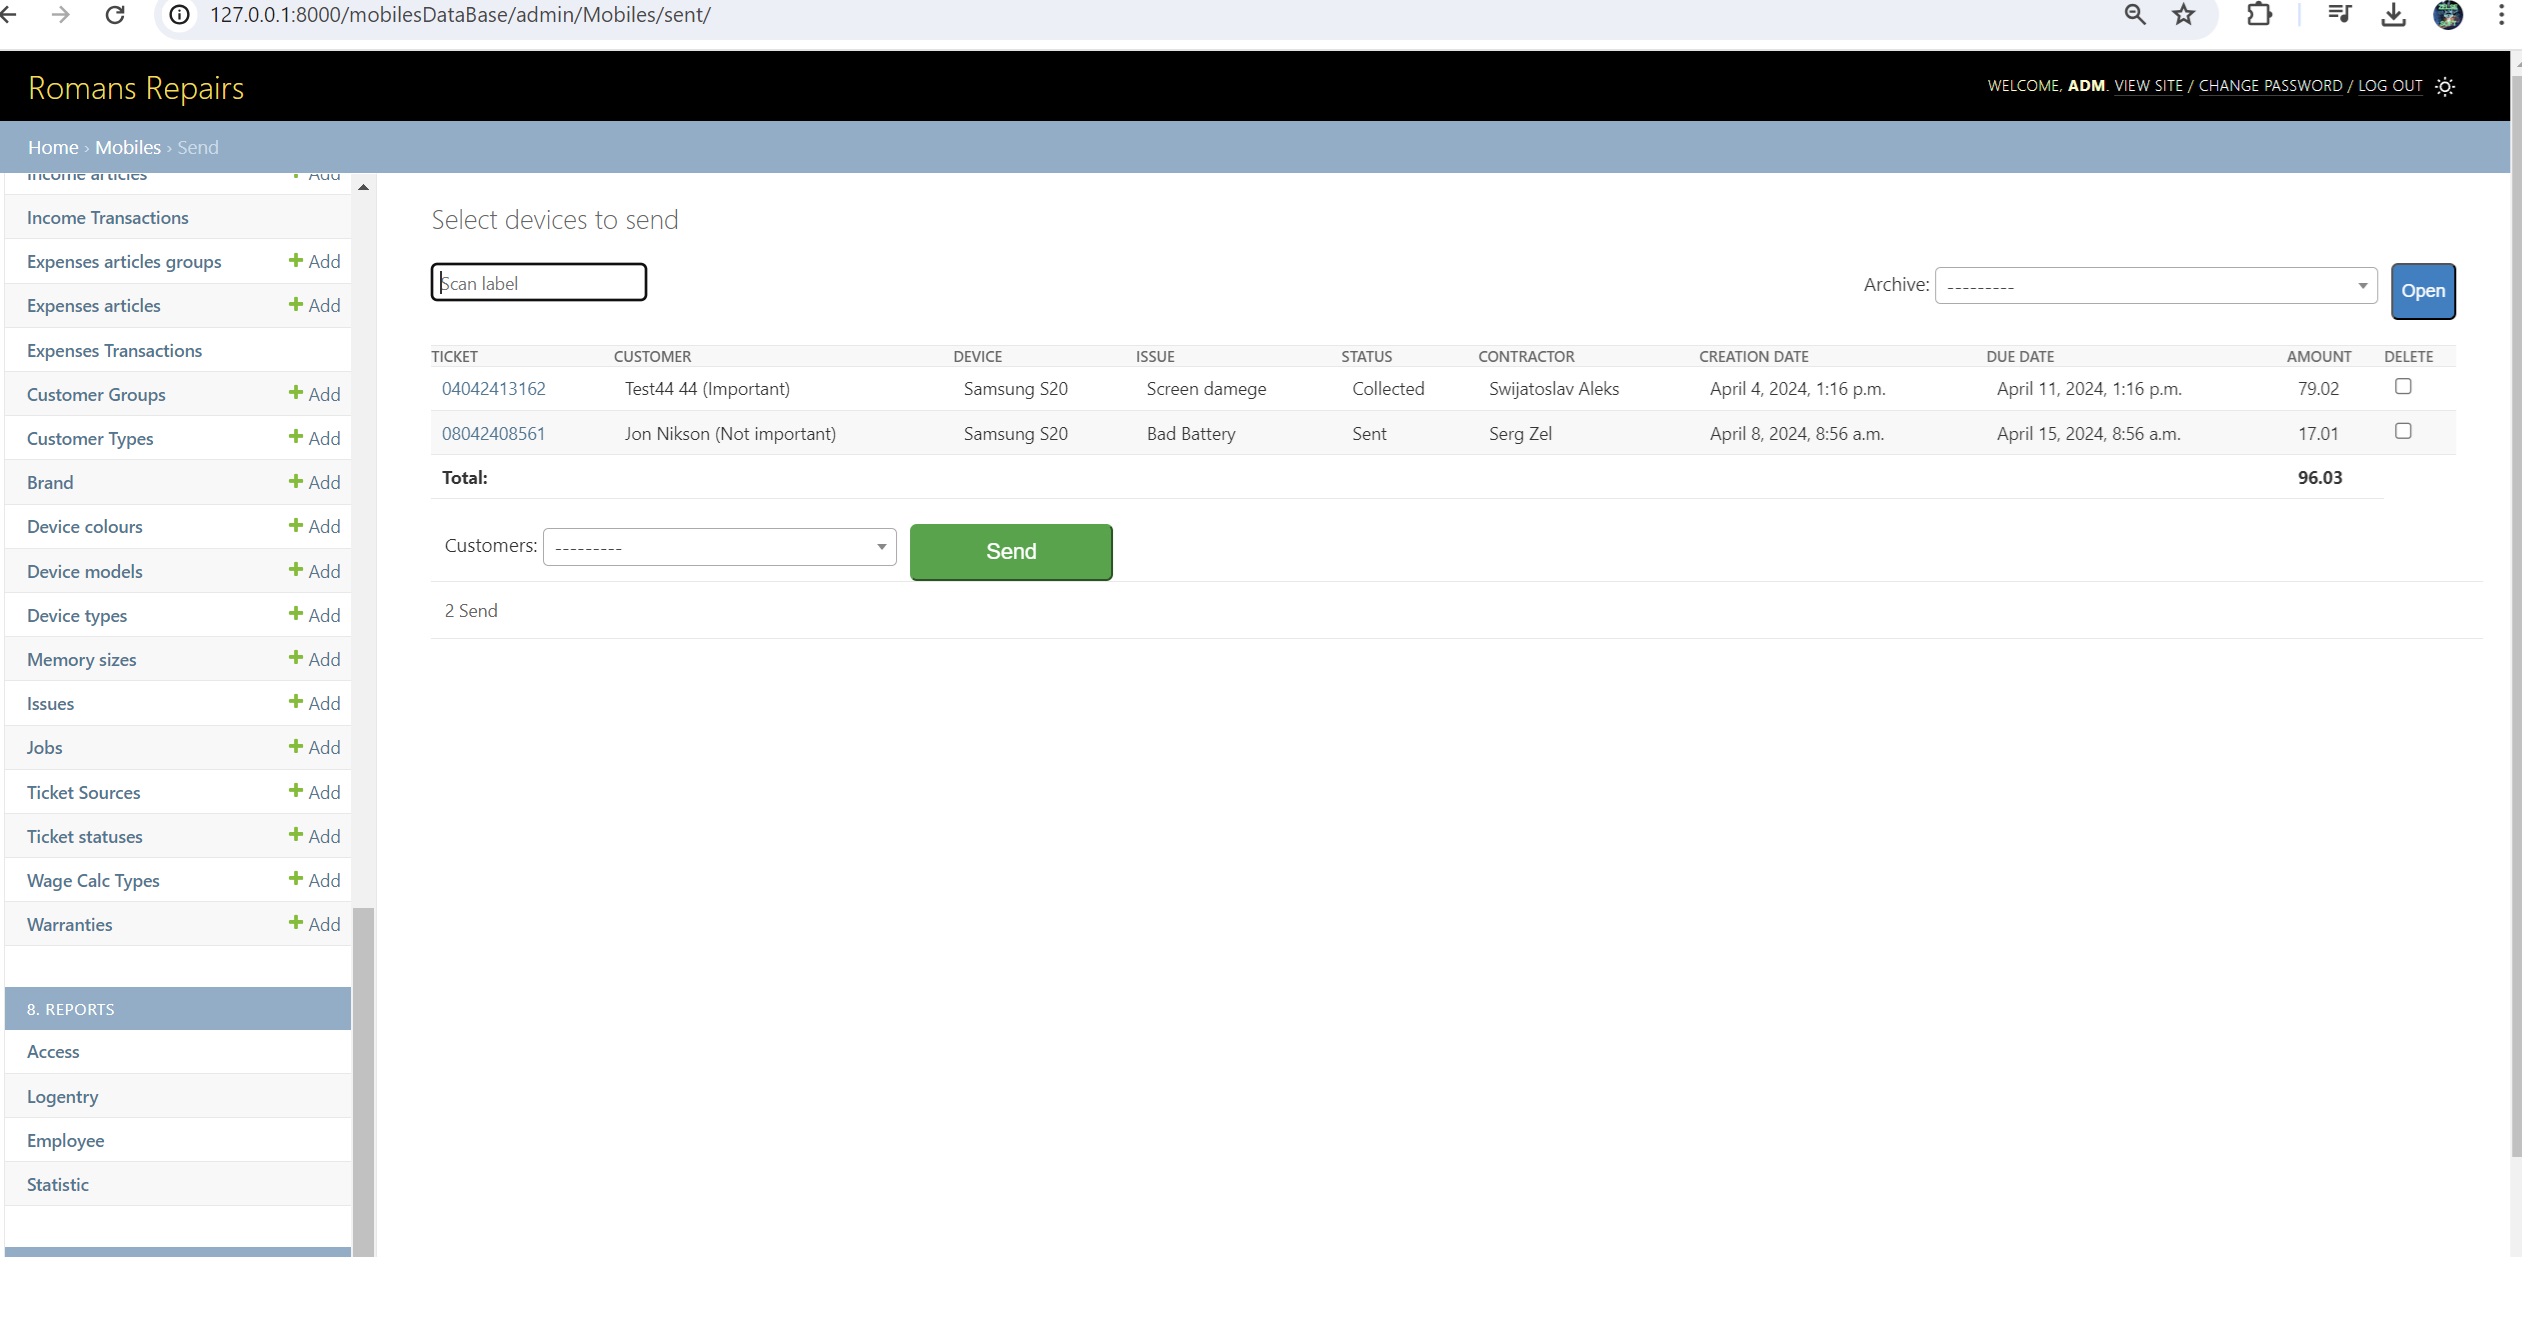 127.0.0.1:8000/mobilesDataBase/admin/Mobiles/sent/
Romans Repairs
WELCOME, ADM. VIEW SITE / CHANGE PASSWORD / LOG OUT
Home › Mobiles › Send
Income articles Add
Income Transactions
Expenses articles groups Add
Expenses articles Add
Expenses Transactions
Customer Groups Add
Customer Types Add
Brand Add
Device colours Add
Device models Add
Device types Add
Memory sizes Add
Issues Add
Jobs Add
Ticket Sources Add
Ticket statuses Add
Wage Calc Types Add
Warranties Add
8. REPORTS
Access
Logentry
Employee
Statistic
Select devices to send
Scan label
Archive: --------- Open
TICKET CUSTOMER DEVICE ISSUE STATUS CONTRACTOR CREATION DATE DUE DATE AMOUNT DELETE
04042413162 Test44 44 (Important) Samsung S20 Screen damege Collected Swijatoslav Aleks April 4, 2024, 1:16 p.m. April 11, 2024, 1:16 p.m. 79.02
08042408561 Jon Nikson (Not important) Samsung S20 Bad Battery Sent Serg Zel April 8, 2024, 8:56 a.m. April 15, 2024, 8:56 a.m. 17.01
Total: 96.03
Customers: --------- Send
2 Send